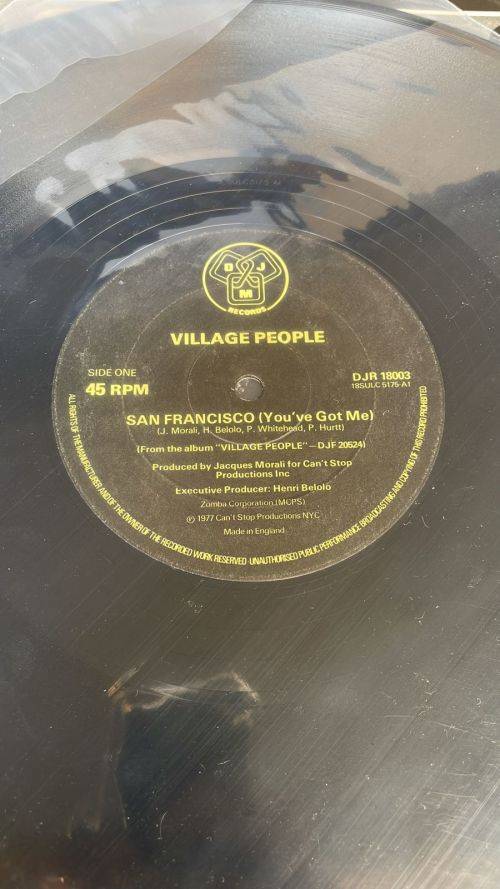 D J
M
RECORDS
VILLAGE PEOPLE
SIDE ONE
45 RPM
DJR 18003
18SULC 5175-A1
SAN FRANCISCO (You've Got Me)
(J. Morali, H. Belolo, P. Whitehead, P. Hurtt)
(From the album "VILLAGE PEOPLE"—DJF 20524)
Produced by Jacques Morali for Can't Stop
Productions Inc
Executive Producer: Henri Belolo
Zomba Corporation (MCPS)
℗ 1977 Can't Stop Productions NYC
Made in England
ALL RIGHTS OF THE MANUFACTURER AND OF THE OWNER OF THE RECORDED WORK RESERVED · UNAUTHORISED PUBLIC PERFORMANCE BROADCASTING AND COPYING OF THIS RECORD PROHIBITED